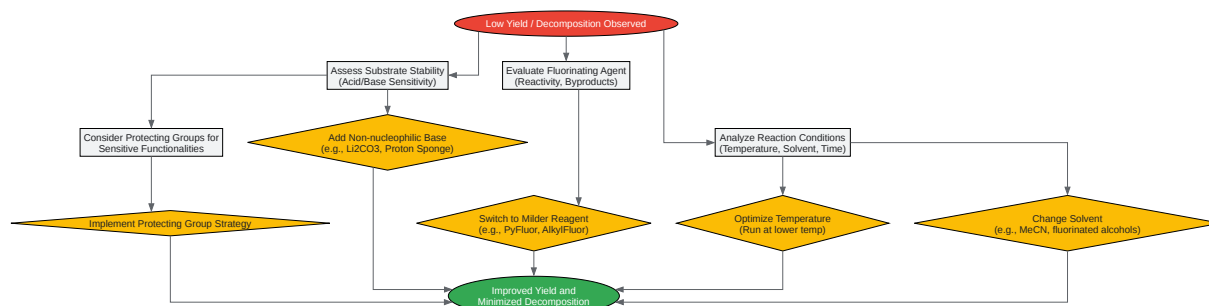 Low Yield / Decomposition Observed
Assess Substrate Stability
(Acid/Base Sensitivity)
Evaluate Fluorinating Agent
(Reactivity, Byproducts)
Consider Protecting Groups for
Sensitive Functionalities
Add Non-nucleophilic Base
(e.g., Li2CO3, Proton Sponge)
Analyze Reaction Conditions
(Temperature, Solvent, Time)
Implement Protecting Group Strategy
Switch to Milder Reagent
(e.g., PyFluor, AlkylFluor)
Optimize Temperature
(Run at lower temp)
Change Solvent
(e.g., MeCN, fluorinated alcohols)
Improved Yield and
Minimized Decomposition